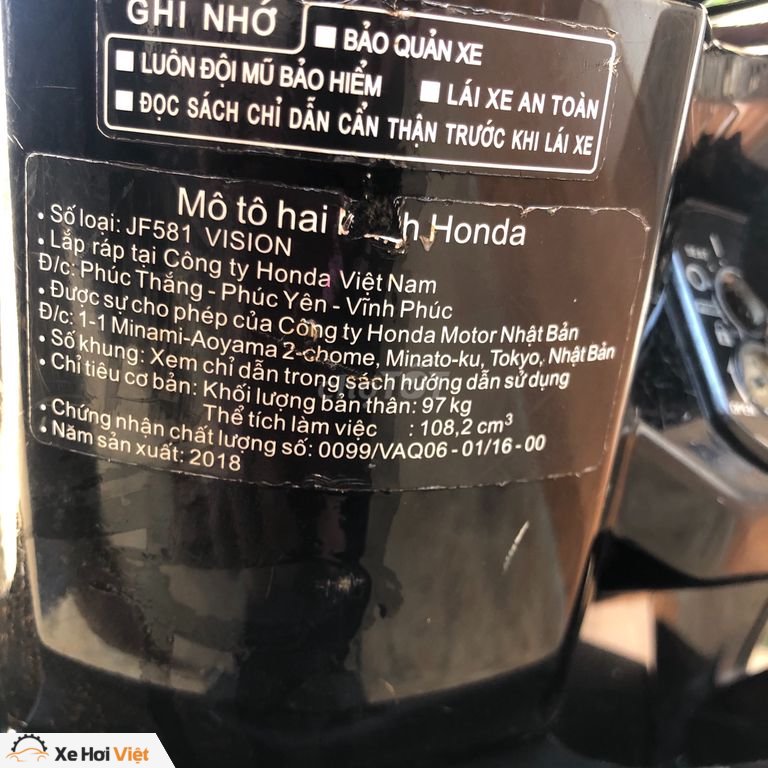 GHI NHỚ
■ BẢO QUẢN XE
■ LUÔN ĐỘI MŨ BẢO HIỂM
■ LÁI XE AN TOÀN
■ ĐỌC SÁCH CHỈ DẪN CẨN THẬN TRƯỚC KHI LÁI XE
Mô tô hai h Honda
• Số loại: JF581 VISION
• Lắp ráp tại Công ty Honda Việt Nam
Đ/c: Phúc Thắng - Phúc Yên - Vĩnh Phúc
• Được sự cho phép của Công ty Honda Motor Nhật Bản
Đ/c: 1-1 Minami-Aoyama 2-chome, Minato-ku, Tokyo, Nhật Bản
• Số khung: Xem chỉ dẫn trong sách hướng dẫn sử dụng
• Chỉ tiêu cơ bản: Khối lượng bản thân: 97 kg
Thể tích làm việc : 108,2 cm³
• Chứng nhận chất lượng số: 0099/VAQ06 - 01/16 - 00
• Năm sản xuất: 2018
OPEN
Xe Hơi Việt